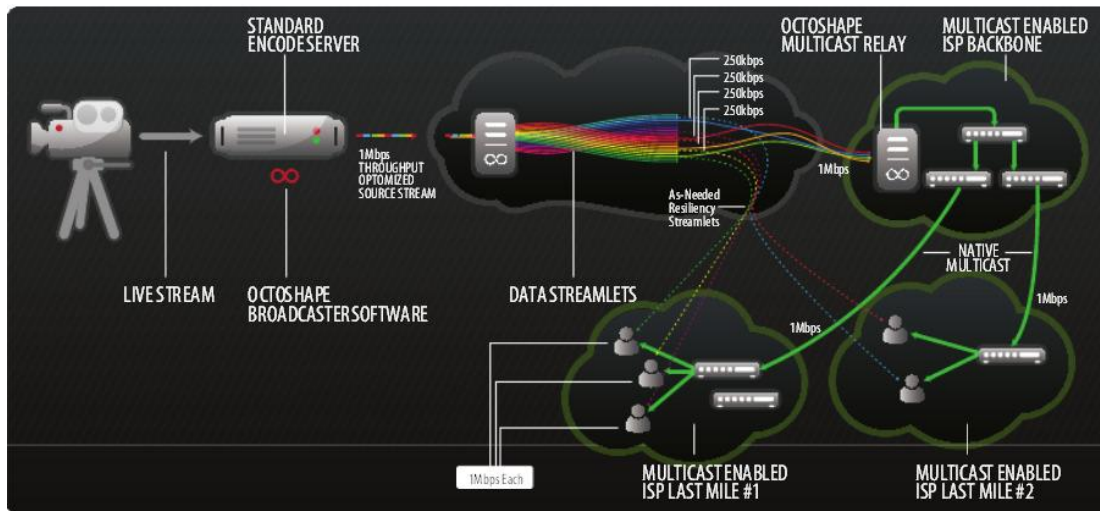 STANDARD
ENCODE SERVER
OCTOSHAPE
MULTICAST RELAY
MULTICAST ENABLED
ISP BACKBONE
250kbps
250kbps
250kbps
250kbps
1Mbps
THROUGHPUT
OPTOMIZED
SOURCE STREAM
1Mbps
As-Needed
Resiliency
Streamlets
NATIVE
MULTICAST
LIVE STREAM
OCTOSHAPE
BROADCASTER SOFTWARE
DATA STREAMLETS
1Mbps
1Mbps
1Mbps Each
MULTICAST ENABLED
ISP LAST MILE #1
MULTICAST ENABLED
ISP LAST MILE #2